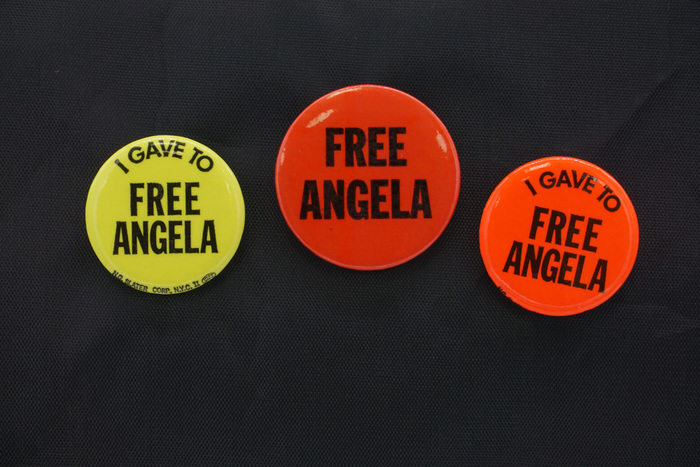 I GAVE TO
FREE
ANGELA
N.G. SLATER CORP., N.Y.C. 11
FREE
ANGELA
I GAVE TO
FREE
ANGELA